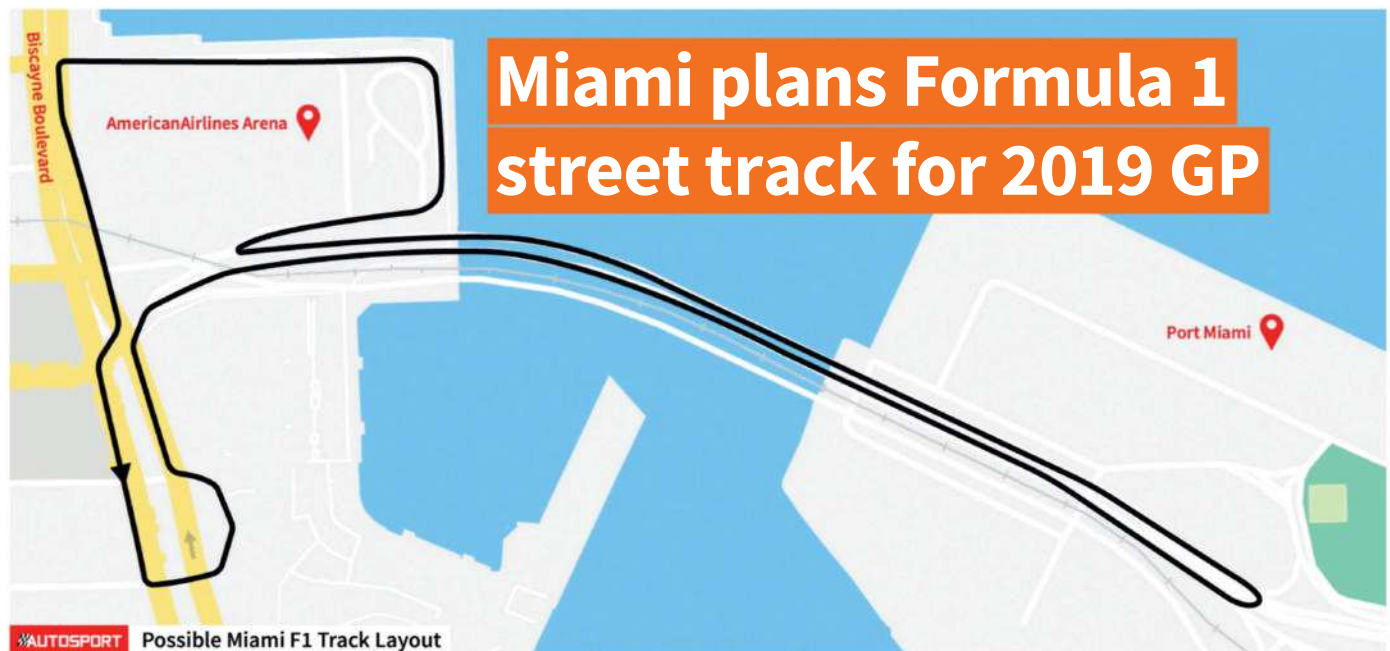 Miami plans Formula 1
street track for 2019 GP
Biscayne Boulevard
AmericanAirlines Arena
Port Miami
AUTOSPORT Possible Miami F1 Track Layout